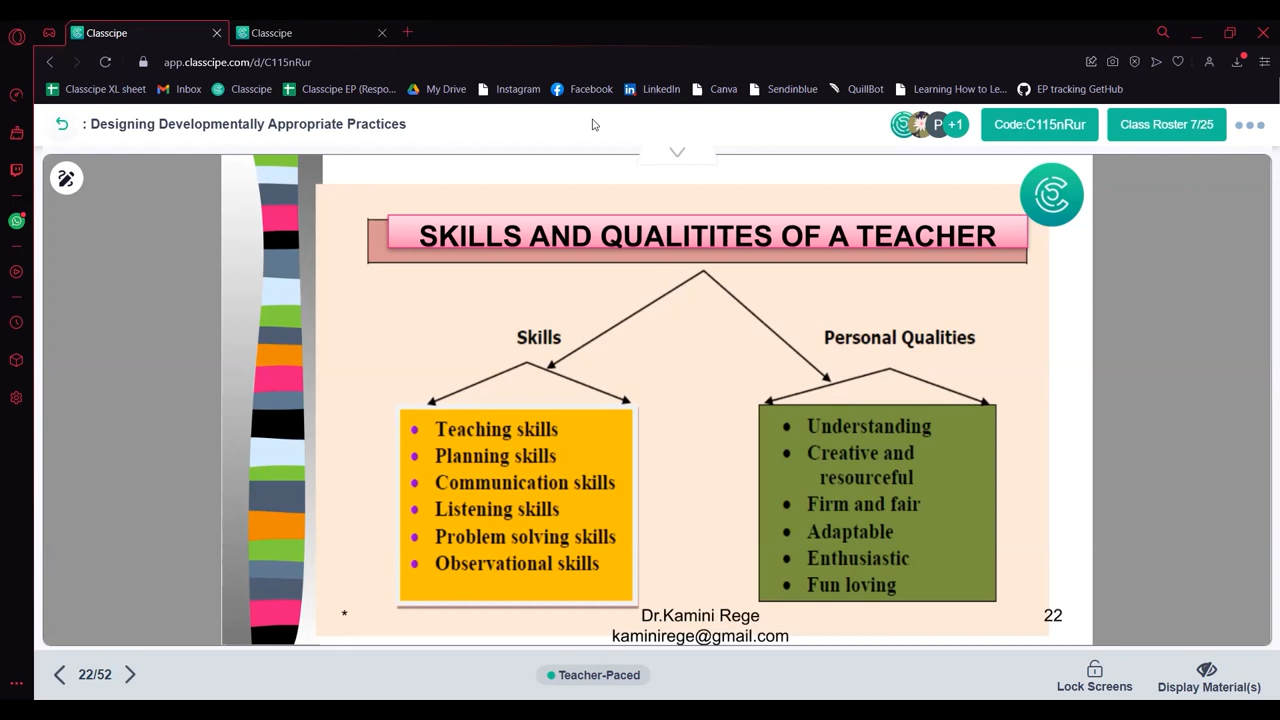 Classcipe
Classcipe
app.classcipe.com/d/C115nRur
Classcipe XL sheet
Inbox
Classcipe
Classcipe EP (Respo...
My Drive
Instagram
Facebook
LinkedIn
Canva
Sendinblue
QuillBot
Learning How to Le...
EP tracking GetHub
: Designing Developmentally Appropriate Practices
P
+1
Code:C115nRur
Class Roster 7/25
SKILLS AND QUALITITES OF A TEACHER
Skills
Teaching skills
Planning skills
Communication skills
Listening skills
Problem solving skills
Observational skills
Personal Qualities
Understanding
Creative and
resourceful
Firm and fair
Adaptable
Enthusiastic
Fun loving
*
Dr.Kamini Rege
kaminirege@gmail.com
22
22/52
Teacher-Paced
Lock Screens
Display Material(s)